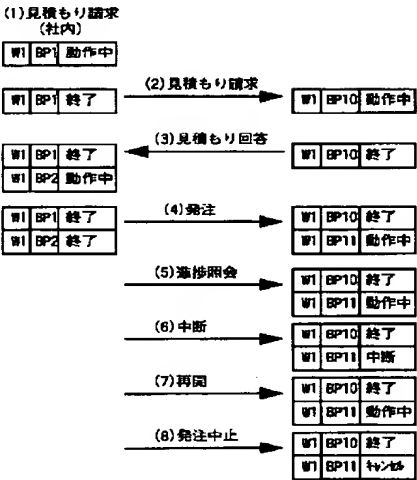 (1)見積もり請求
(社内)
W1 BP1 動作中
(2)見積もり請求
W1 BP1 終了
W1 BP10 動作中
(3)見積もり回答
W1 BP1 終了
W1 BP2 動作中
W1 BP10 終了
(4)発注
W1 BP1 終了
W1 BP2 終了
W1 BP10 終了
W1 BP11 動作中
(5)進捗照会
W1 BP10 終了
W1 BP11 動作中
(6)中断
W1 BP10 終了
W1 BP11 中断
(7)再開
W1 BP10 終了
W1 BP11 動作中
(8)発注中止
W1 BP10 終了
W1 BP11 キャンセル